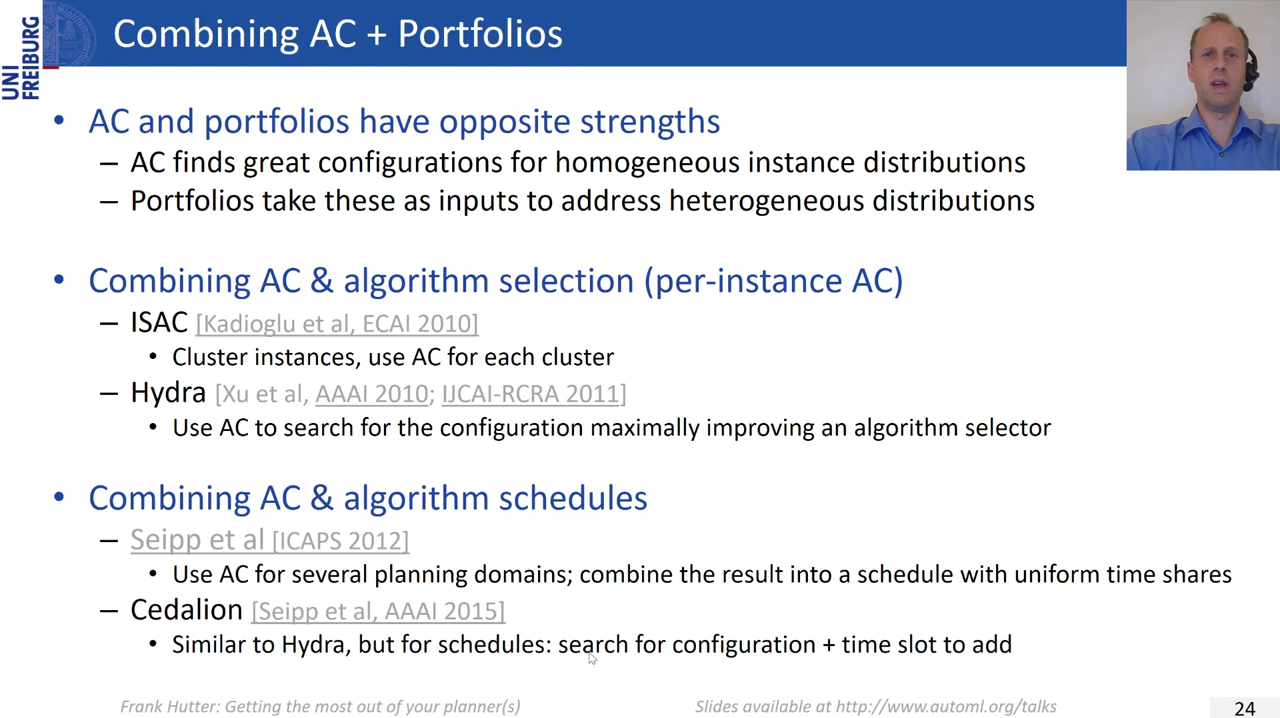 UNI
FREIBURG
Combining AC + Portfolios
• AC and portfolios have opposite strengths
– AC finds great configurations for homogeneous instance distributions
– Portfolios take these as inputs to address heterogeneous distributions
• Combining AC & algorithm selection (per-instance AC)
– ISAC [Kadioglu et al, ECAI 2010]
• Cluster instances, use AC for each cluster
– Hydra [Xu et al, AAAI 2010; IJCAI-RCRA 2011]
• Use AC to search for the configuration maximally improving an algorithm selector
• Combining AC & algorithm schedules
– Seipp et al [ICAPS 2012]
• Use AC for several planning domains; combine the result into a schedule with uniform time shares
– Cedalion [Seipp et al, AAAI 2015]
• Similar to Hydra, but for schedules: search for configuration + time slot to add
Frank Hutter: Getting the most out of your planner(s)
Slides available at http://www.automl.org/talks
24